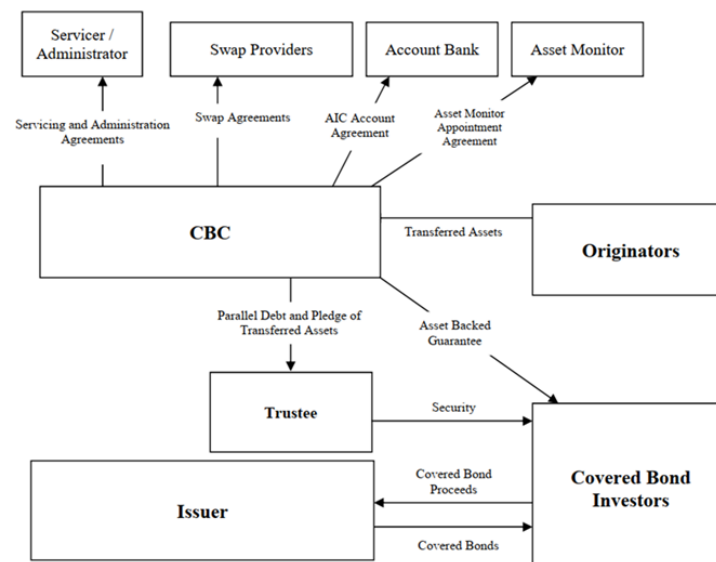 Servicer /
Administrator
Swap Providers
Account Bank
Asset Monitor
Servicing and Administration
Agreements
Swap Agreements
AIC Account
Agreement
Asset Monitor
Appointment
Agreement
CBC
Transferred Assets
Originators
Parallel Debt and Pledge of
Transferred Assets
Asset Backed
Guarantee
Trustee
Security
Covered Bond
Investors
Covered Bond
Proceeds
Issuer
Covered Bonds